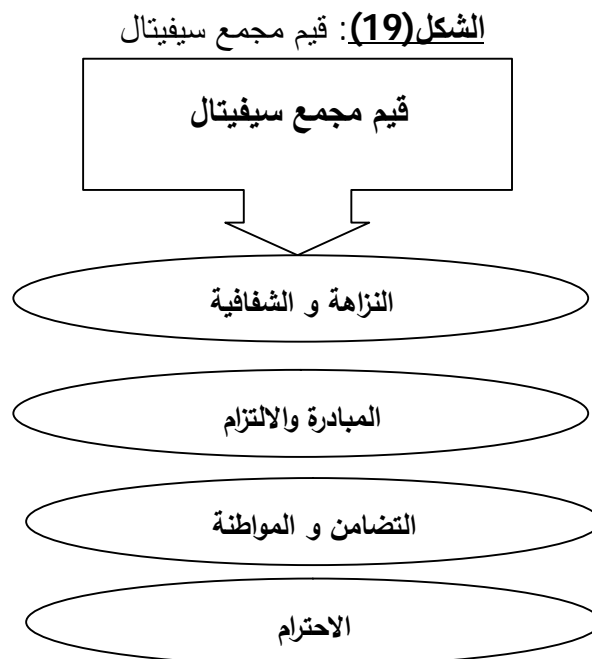 الشكل(19): قيم مجمع سيفيتال
قيم مجمع سيفيتال
النزاهة و الشفافية
المبادرة والالتزام
التضامن و المواطنة
الاحترام